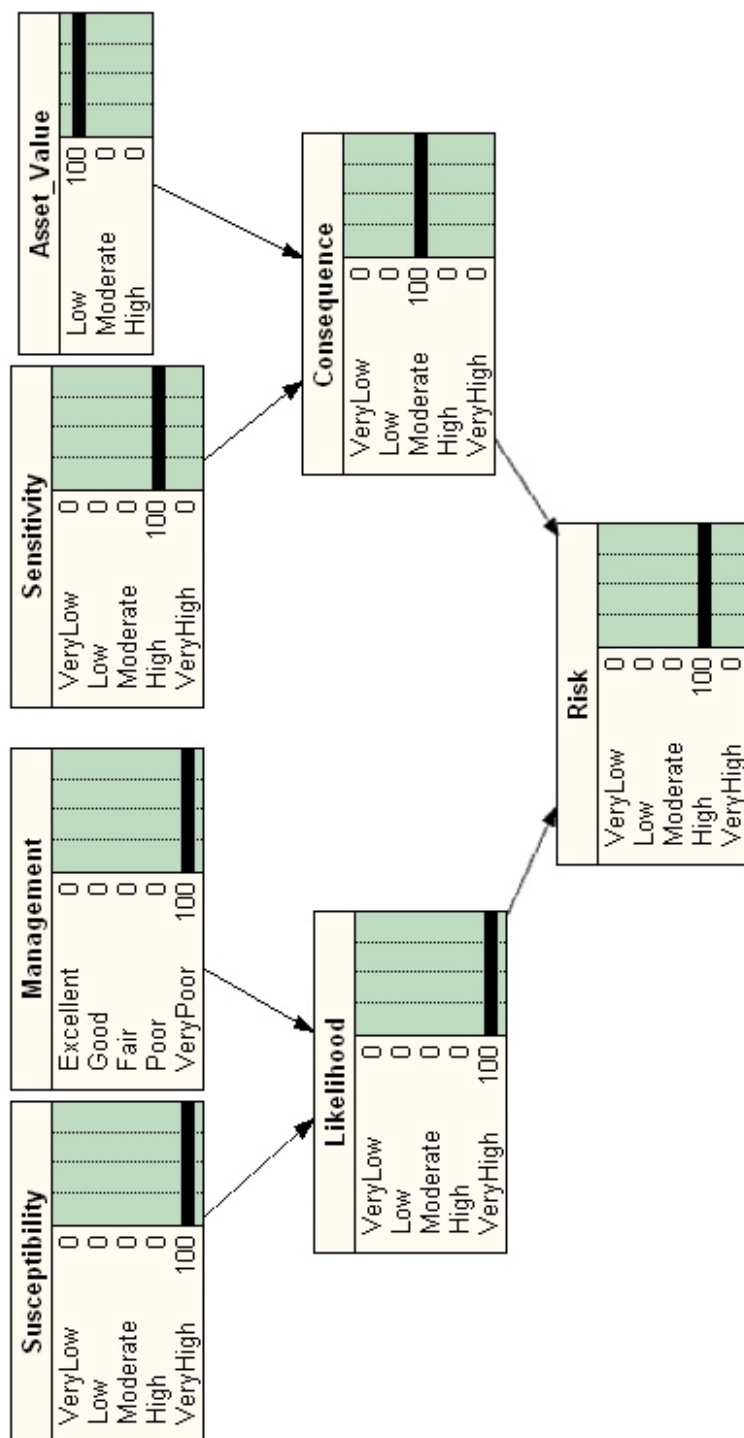 Susceptibility
VeryLow 0
Low 0
Moderate 0
High 0
VeryHigh 100
Management
Excellent 0
Good 0
Fair 0
Poor 0
VeryPoor 100
Sensitivity
VeryLow 0
Low 0
Moderate 0
High 100
VeryHigh 0
Asset_Value
Low 100
Moderate 0
High 0
Likelihood
VeryLow 0
Low 0
Moderate 0
High 0
VeryHigh 100
Consequence
VeryLow 0
Low 0
Moderate 100
High 0
VeryHigh 0
Risk
VeryLow 0
Low 0
Moderate 0
High 100
VeryHigh 0